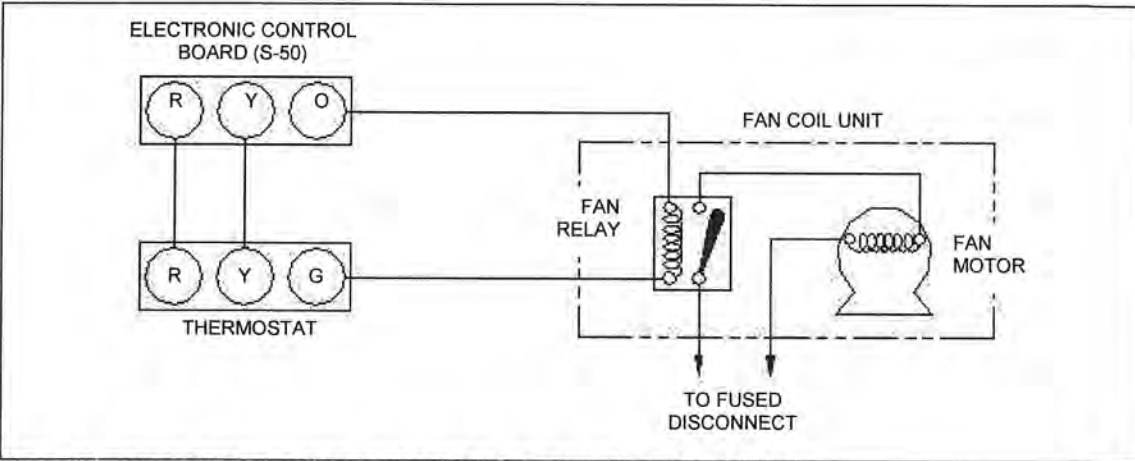 ELECTRONIC CONTROL
BOARD (S-50)
R Y O
FAN COIL UNIT
FAN
RELAY
FAN
MOTOR
R Y G
THERMOSTAT
TO FUSED
DISCONNECT